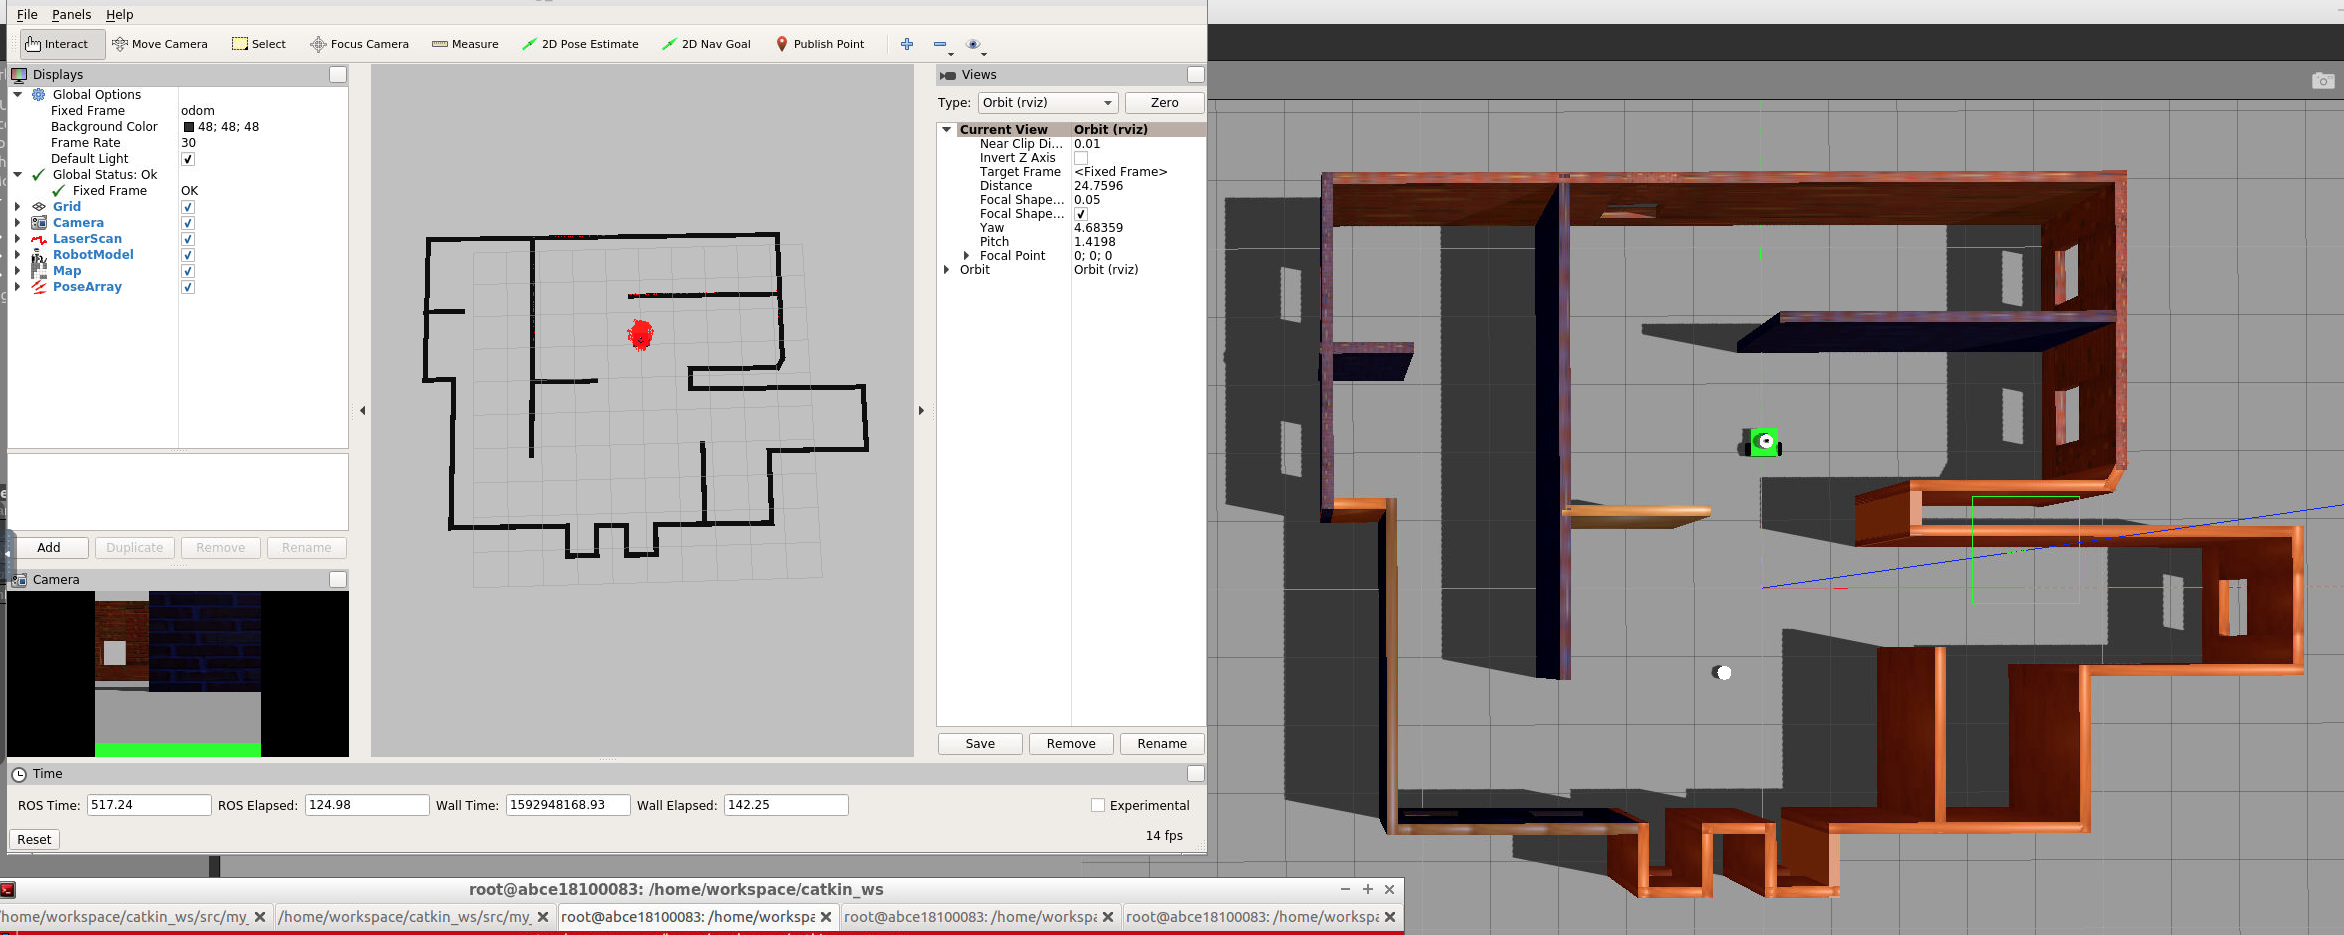 File Panels Help
Interact Move Camera Select Focus Camera Measure 2D Pose Estimate 2D Nav Goal Publish Point
Displays
Global Options
Fixed Frame odom
Background Color 48; 48; 48
Frame Rate 30
Default Light
Global Status: Ok
Fixed Frame OK
Grid
Camera
LaserScan
RobotModel
Map
PoseArray
Add Duplicate Remove Rename
Camera
Views
Type: Orbit (rviz) Zero
Current View Orbit (rviz)
Near Clip Di... 0.01
Invert Z Axis
Target Frame <Fixed Frame>
Distance 24.7596
Focal Shape... 0.05
Focal Shape...
Yaw 4.68359
Pitch 1.4198
Focal Point 0; 0; 0
Orbit Orbit (rviz)
Save Remove Rename
Time
ROS Time: 517.24 ROS Elapsed: 124.98 Wall Time: 1592948168.93 Wall Elapsed: 142.25 Experimental
Reset 14 fps
root@abce18100083: /home/workspace/catkin_ws
/home/workspace/catkin_ws/src/my_ /home/workspace/catkin_ws/src/my_ root@abce18100083: /home/workspa root@abce18100083: /home/workspa root@abce18100083: /home/workspa